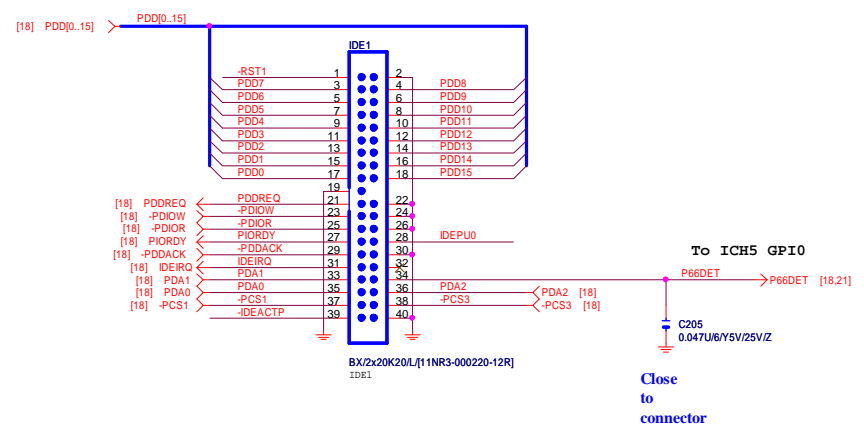 [18] PDD[0..15] PDD[0..15]
IDE1
-RST1 1 2
PDD7 3 4 PDD8
PDD6 5 6 PDD9
PDD5 7 8 PDD10
PDD4 9 10 PDD11
PDD3 11 12 PDD12
PDD2 13 14 PDD13
PDD1 15 16 PDD14
PDD0 17 18 PDD15
19
[18] PDDREQ PDDREQ 21 22
[18] -PDIOW -PDIOW 23 24
[18] -PDIOR -PDIOR 25 26
[18] PIORDY PIORDY 27 28 IDEPU0
[18] -PDDACK -PDDACK 29 30
[18] IDEIRQ IDEIRQ 31 32
[18] PDA1 PDA1 33 34
[18] PDA0 PDA0 35 36 PDA2 PDA2 [18]
[18] -PCS1 -PCS1 37 38 -PCS3 -PCS3 [18]
-IDEACTP 39 40
To ICH5 GPI0
P66DET P66DET [18,21]
C205
0.047U/6/Y5V/25V/Z
BX/2x20K20/L/[11NR3-000220-12R]
IDE1
Close
to
connector